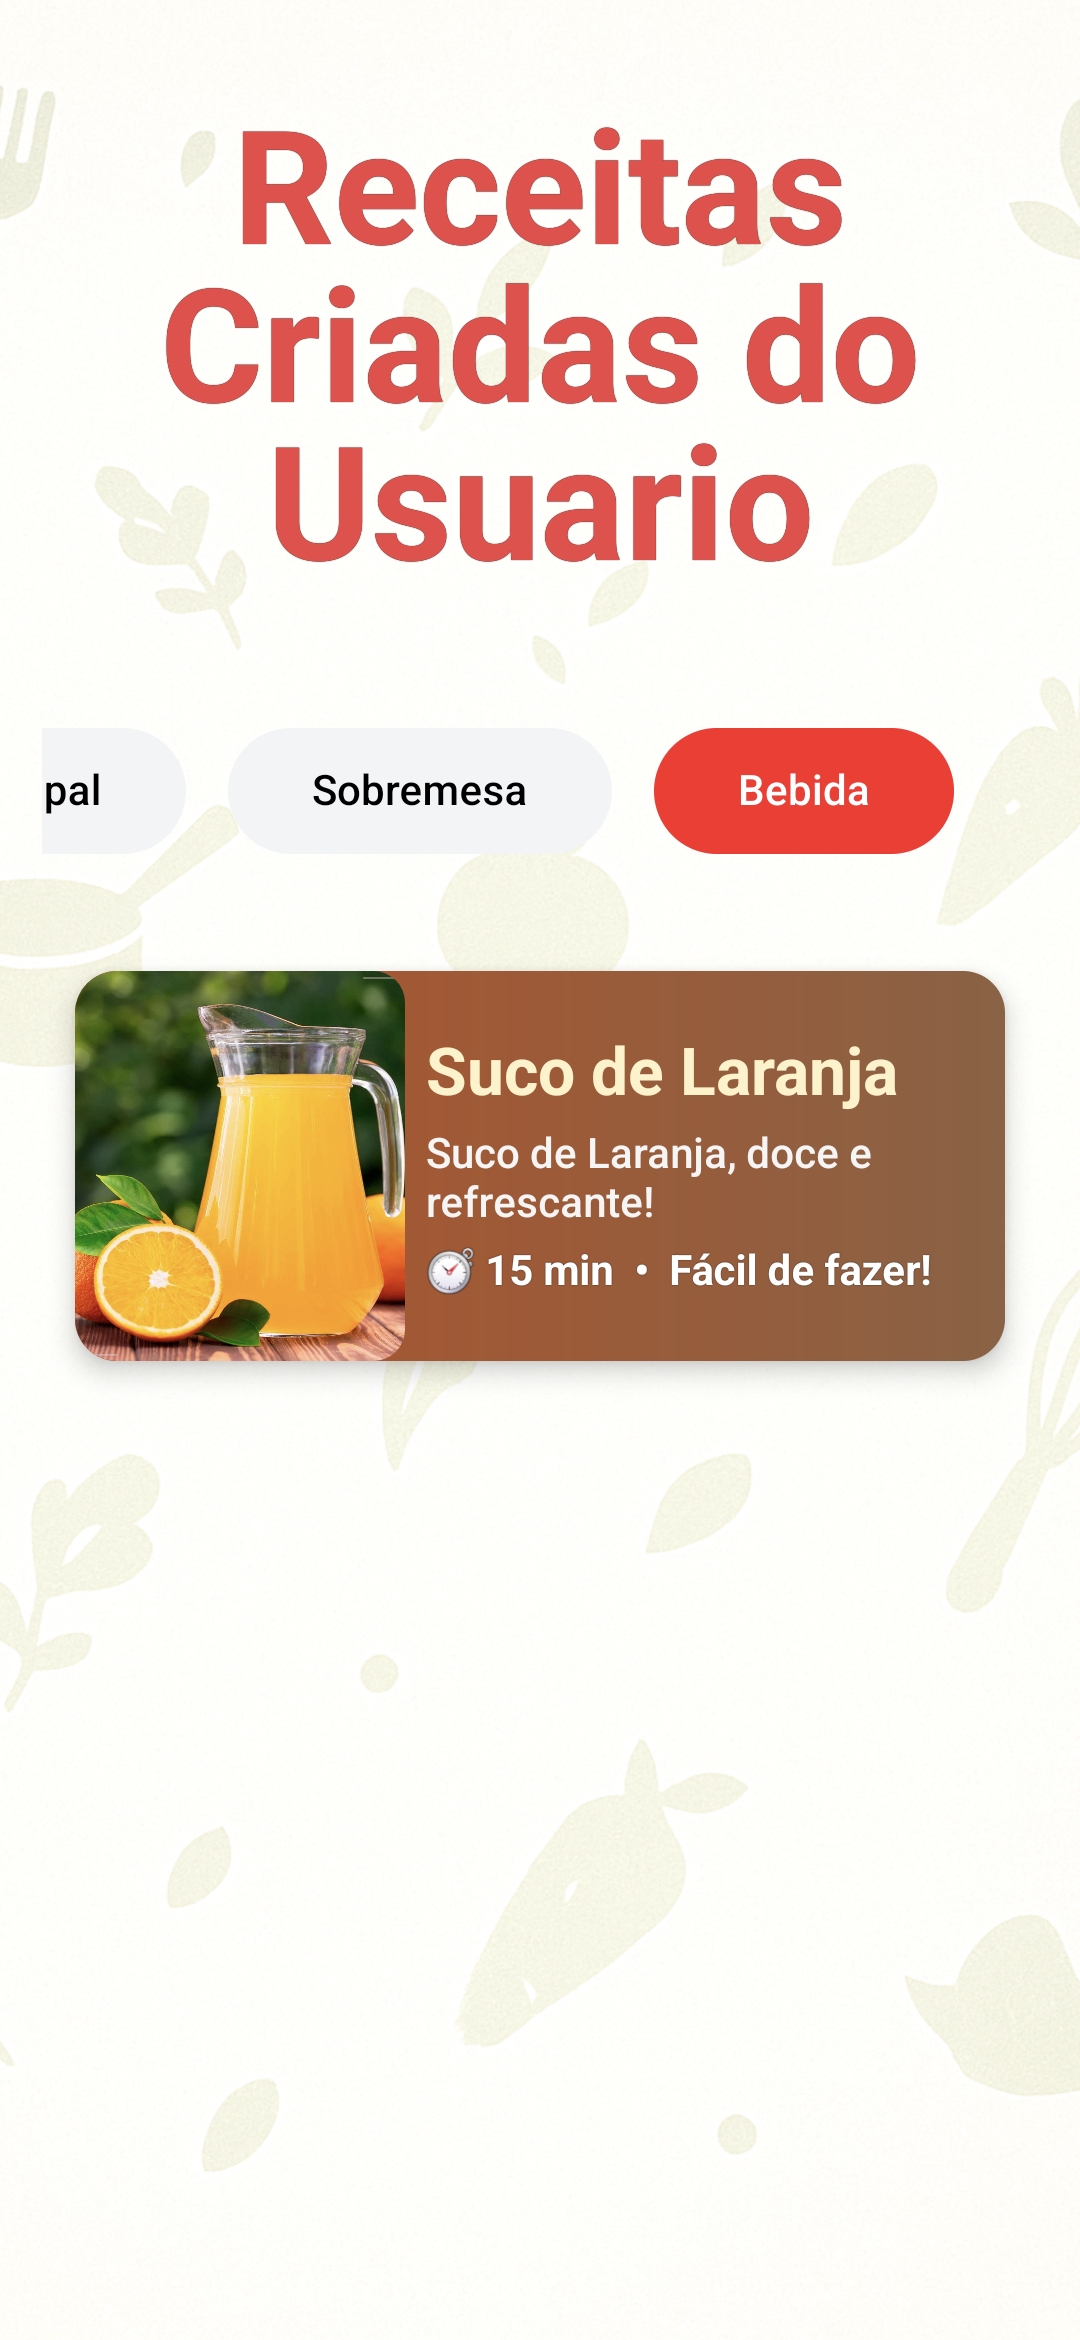 Receitas
Criadas do
Usuario
pal
Sobremesa
Bebida
Suco de Laranja
Suco de Laranja, doce e
refrescante!
15 min • Fácil de fazer!